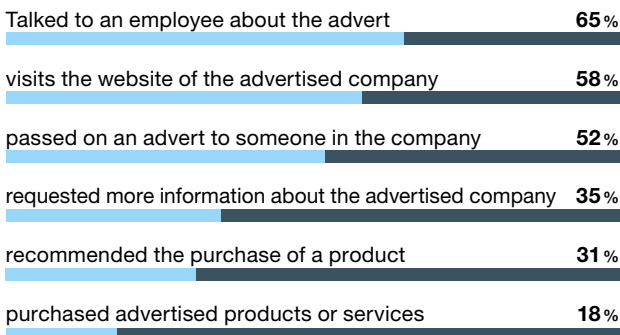 Talked to an employee about the advert 65 %
visits the website of the advertised company 58 %
passed on an advert to someone in the company 52 %
requested more information about the advertised company 35 %
recommended the purchase of a product 31 %
purchased advertised products or services 18 %